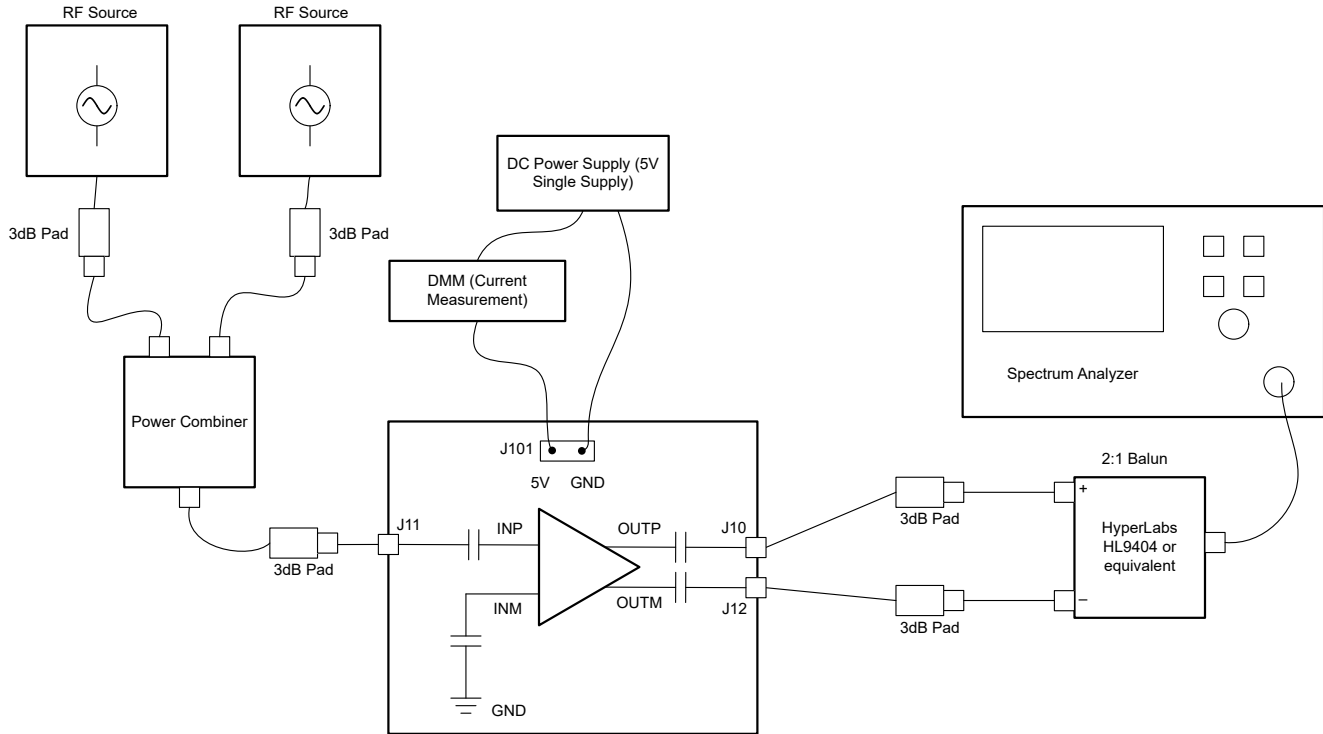 RF Source
RF Source
3dB Pad
3dB Pad
DC Power Supply (5V
Single Supply)
DMM (Current
Measurement)
Power Combiner
Spectrum Analyzer
J101
5V
GND
2:1 Balun
J11
INP
OUTP
J10
3dB Pad
+
HyperLabs
HL9404 or
equivalent
3dB Pad
INM
OUTM
J12
–
3dB Pad
GND